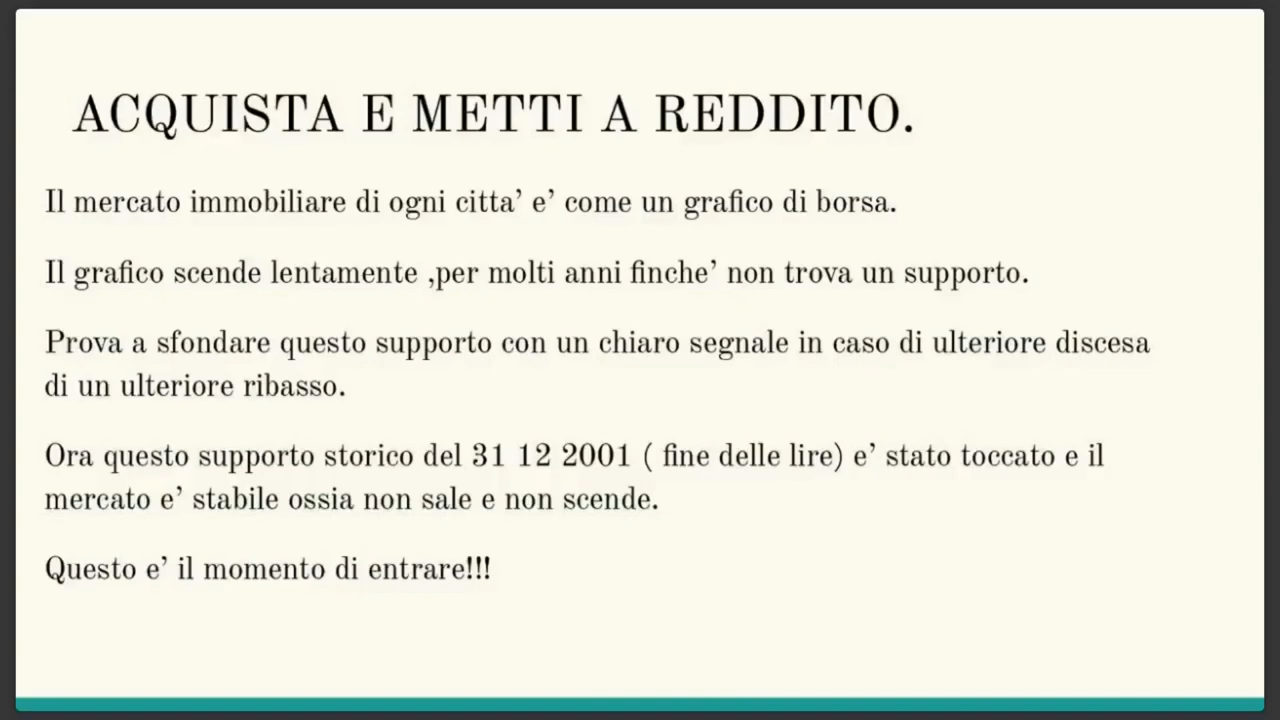 ACQUISTA E METTI A REDDITO.
Il mercato immobiliare di ogni citta’ e’ come un grafico di borsa.
Il grafico scende lentamente ,per molti anni finche’ non trova un supporto.
Prova a sfondare questo supporto con un chiaro segnale in caso di ulteriore discesa
di un ulteriore ribasso.
Ora questo supporto storico del 31 12 2001 ( fine delle lire) e’ stato toccato e il
mercato e’ stabile ossia non sale e non scende.
Questo e’ il momento di entrare!!!